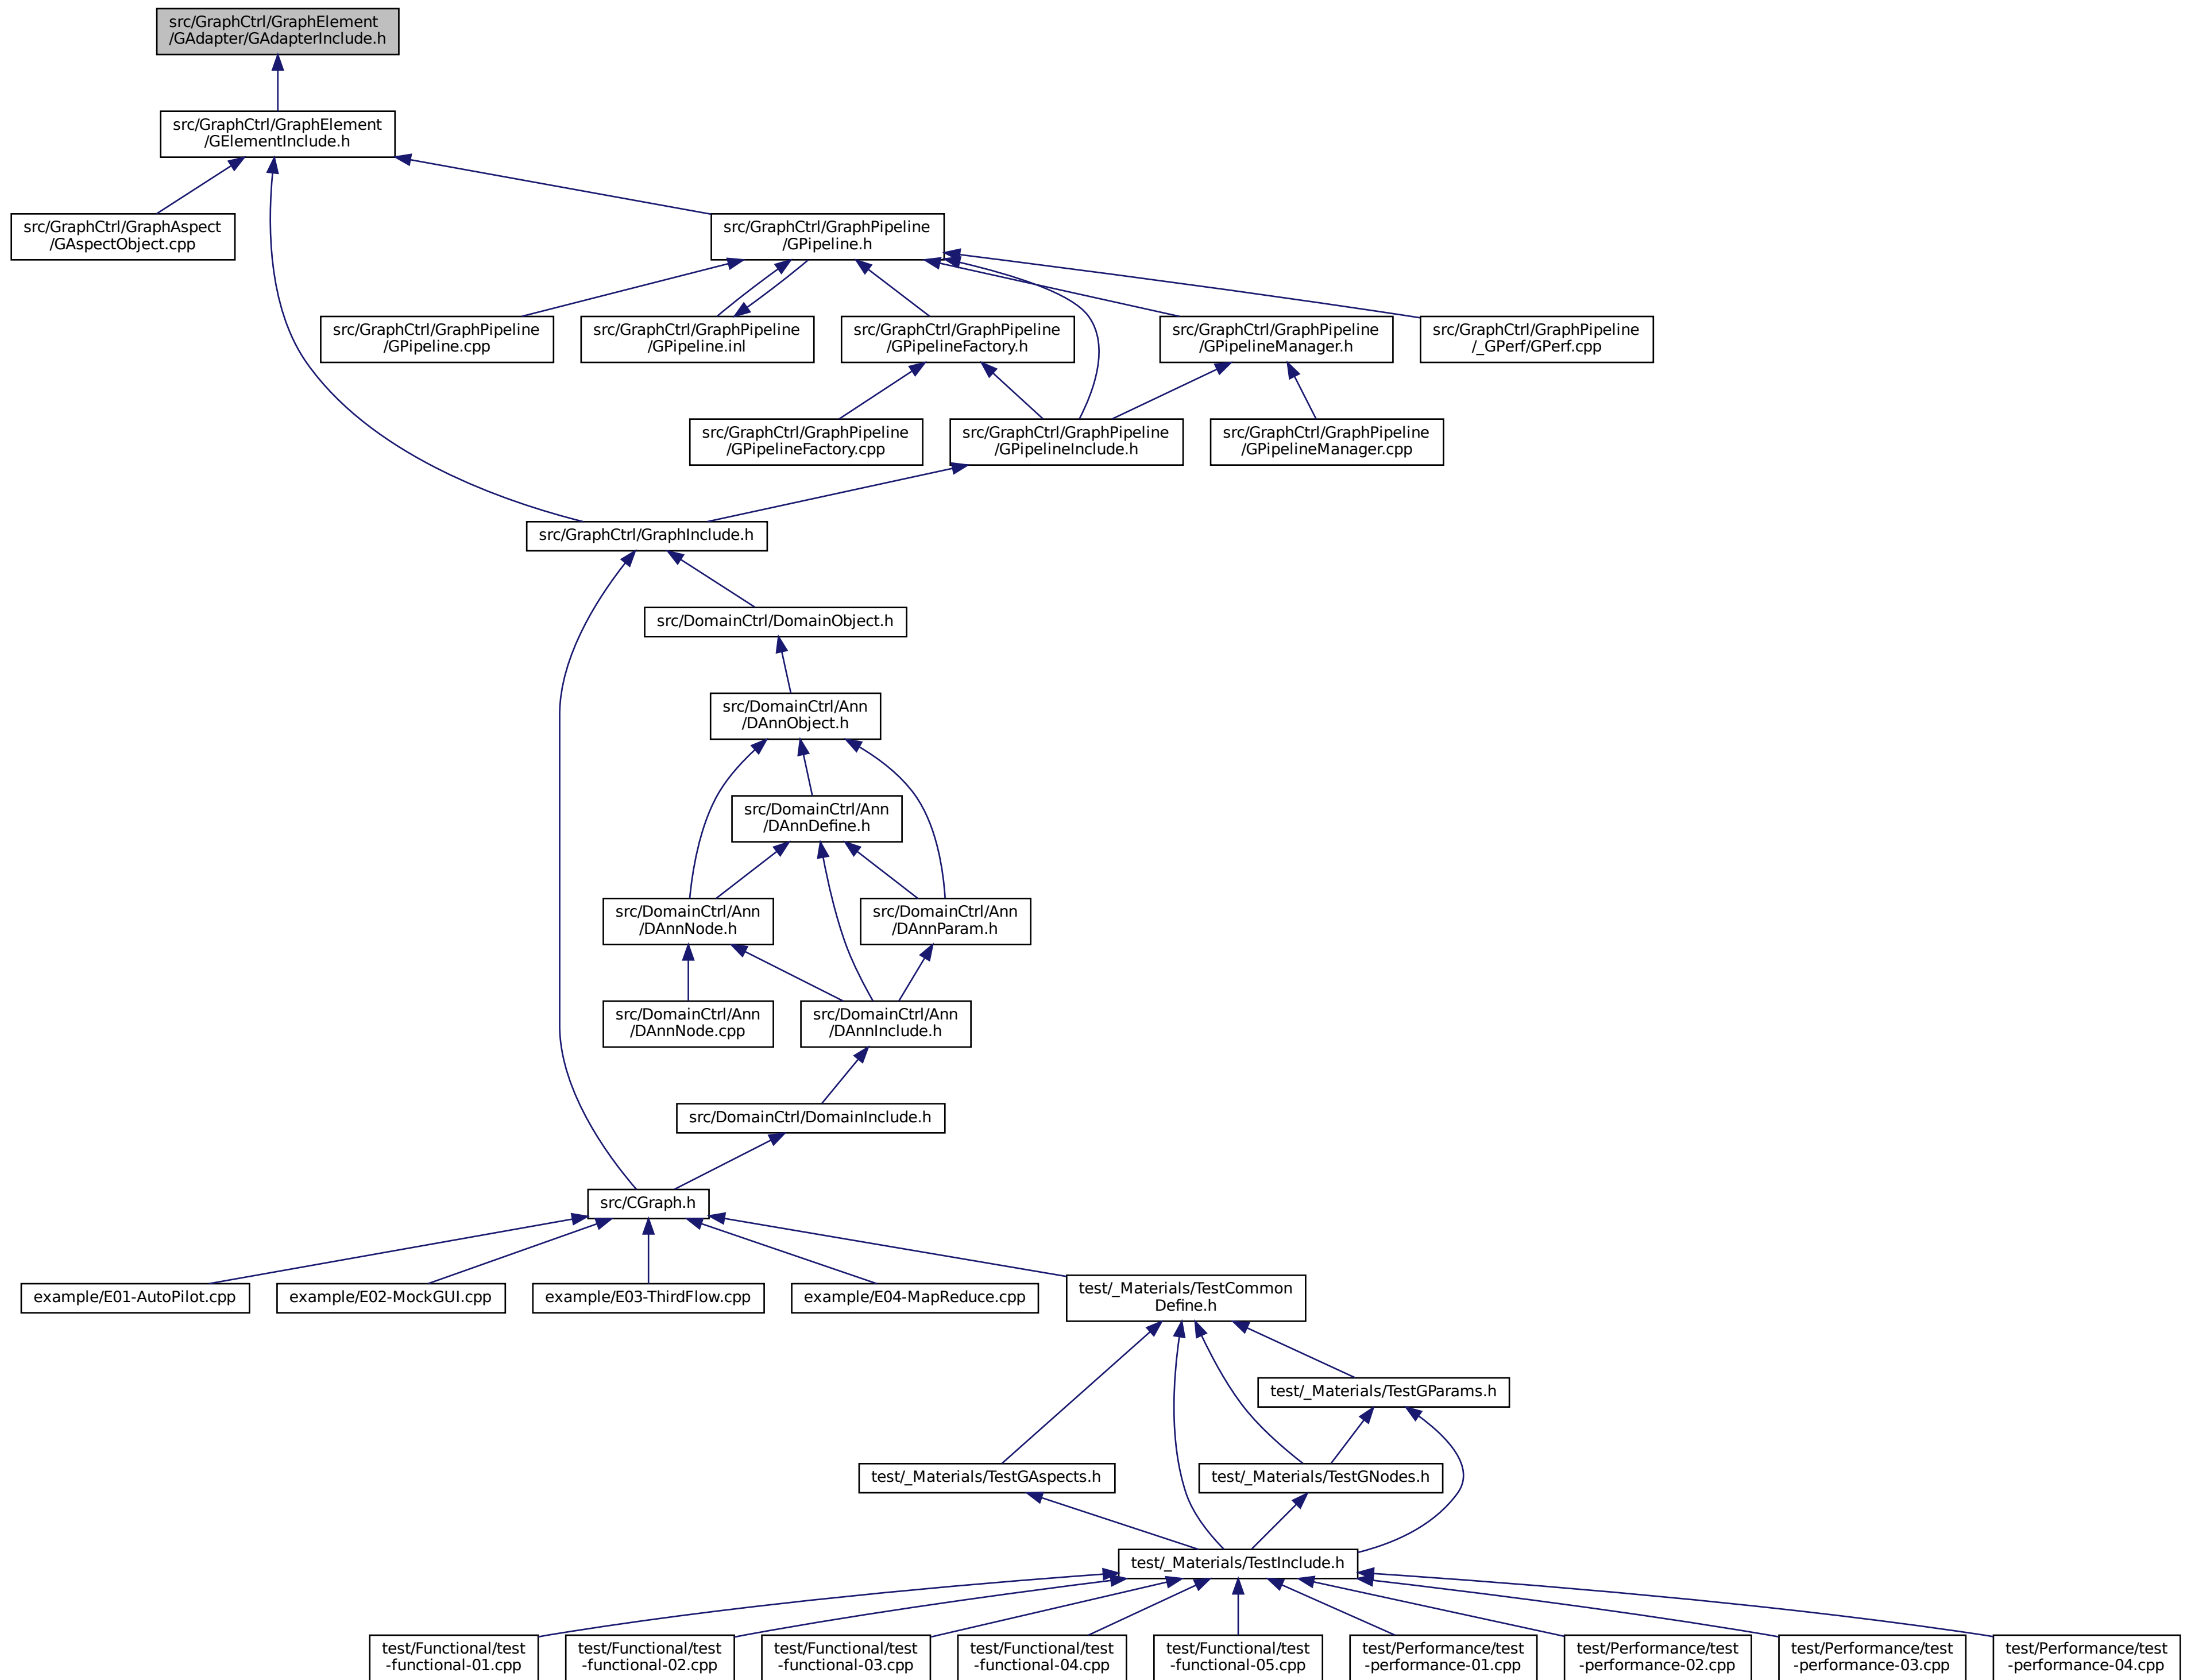 src/GraphCtrl/GraphElement
/GAdapter/GAdapterInclude.h
src/GraphCtrl/GraphElement
/GElementInclude.h
src/GraphCtrl/GraphAspect
/GAspectObject.cpp
src/GraphCtrl/GraphPipeline
/GPipeline.h
src/GraphCtrl/GraphPipeline
/GPipeline.cpp
src/GraphCtrl/GraphPipeline
/GPipeline.inl
src/GraphCtrl/GraphPipeline
/GPipelineFactory.h
src/GraphCtrl/GraphPipeline
/GPipelineManager.h
src/GraphCtrl/GraphPipeline
/_GPerf/GPerf.cpp
src/GraphCtrl/GraphPipeline
/GPipelineFactory.cpp
src/GraphCtrl/GraphPipeline
/GPipelineInclude.h
src/GraphCtrl/GraphPipeline
/GPipelineManager.cpp
src/GraphCtrl/GraphInclude.h
src/DomainCtrl/DomainObject.h
src/DomainCtrl/Ann
/DAnnObject.h
src/DomainCtrl/Ann
/DAnnDefine.h
src/DomainCtrl/Ann
/DAnnNode.h
src/DomainCtrl/Ann
/DAnnParam.h
src/DomainCtrl/Ann
/DAnnNode.cpp
src/DomainCtrl/Ann
/DAnnInclude.h
src/DomainCtrl/DomainInclude.h
src/CGraph.h
example/E01-AutoPilot.cpp
example/E02-MockGUI.cpp
example/E03-ThirdFlow.cpp
example/E04-MapReduce.cpp
test/_Materials/TestCommon
Define.h
test/_Materials/TestGParams.h
test/_Materials/TestGAspects.h
test/_Materials/TestGNodes.h
test/_Materials/TestInclude.h
test/Functional/test
-functional-01.cpp
test/Functional/test
-functional-02.cpp
test/Functional/test
-functional-03.cpp
test/Functional/test
-functional-04.cpp
test/Functional/test
-functional-05.cpp
test/Performance/test
-performance-01.cpp
test/Performance/test
-performance-02.cpp
test/Performance/test
-performance-03.cpp
test/Performance/test
-performance-04.cpp